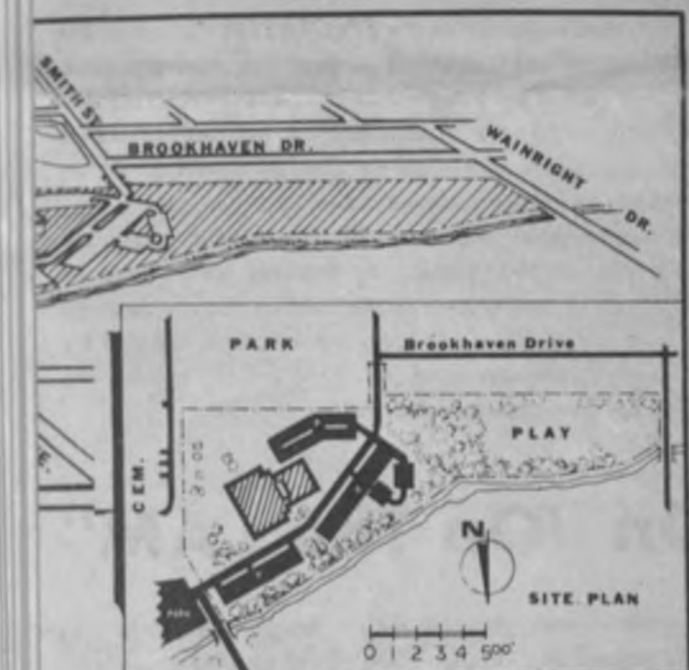 SMITH ST.
BROOKHAVEN DR.
WAINRIGHT DR.
PARK
Brookhaven Drive
PLAY
CEM.
N
SITE. PLAN
0 1 2 3 4 500'